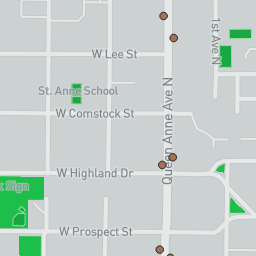 1st Ave N
W Lee St
St. Anne School
W Comstock St
Queen Anne Ave N
W Highland Dr
Sign
W Prospect St